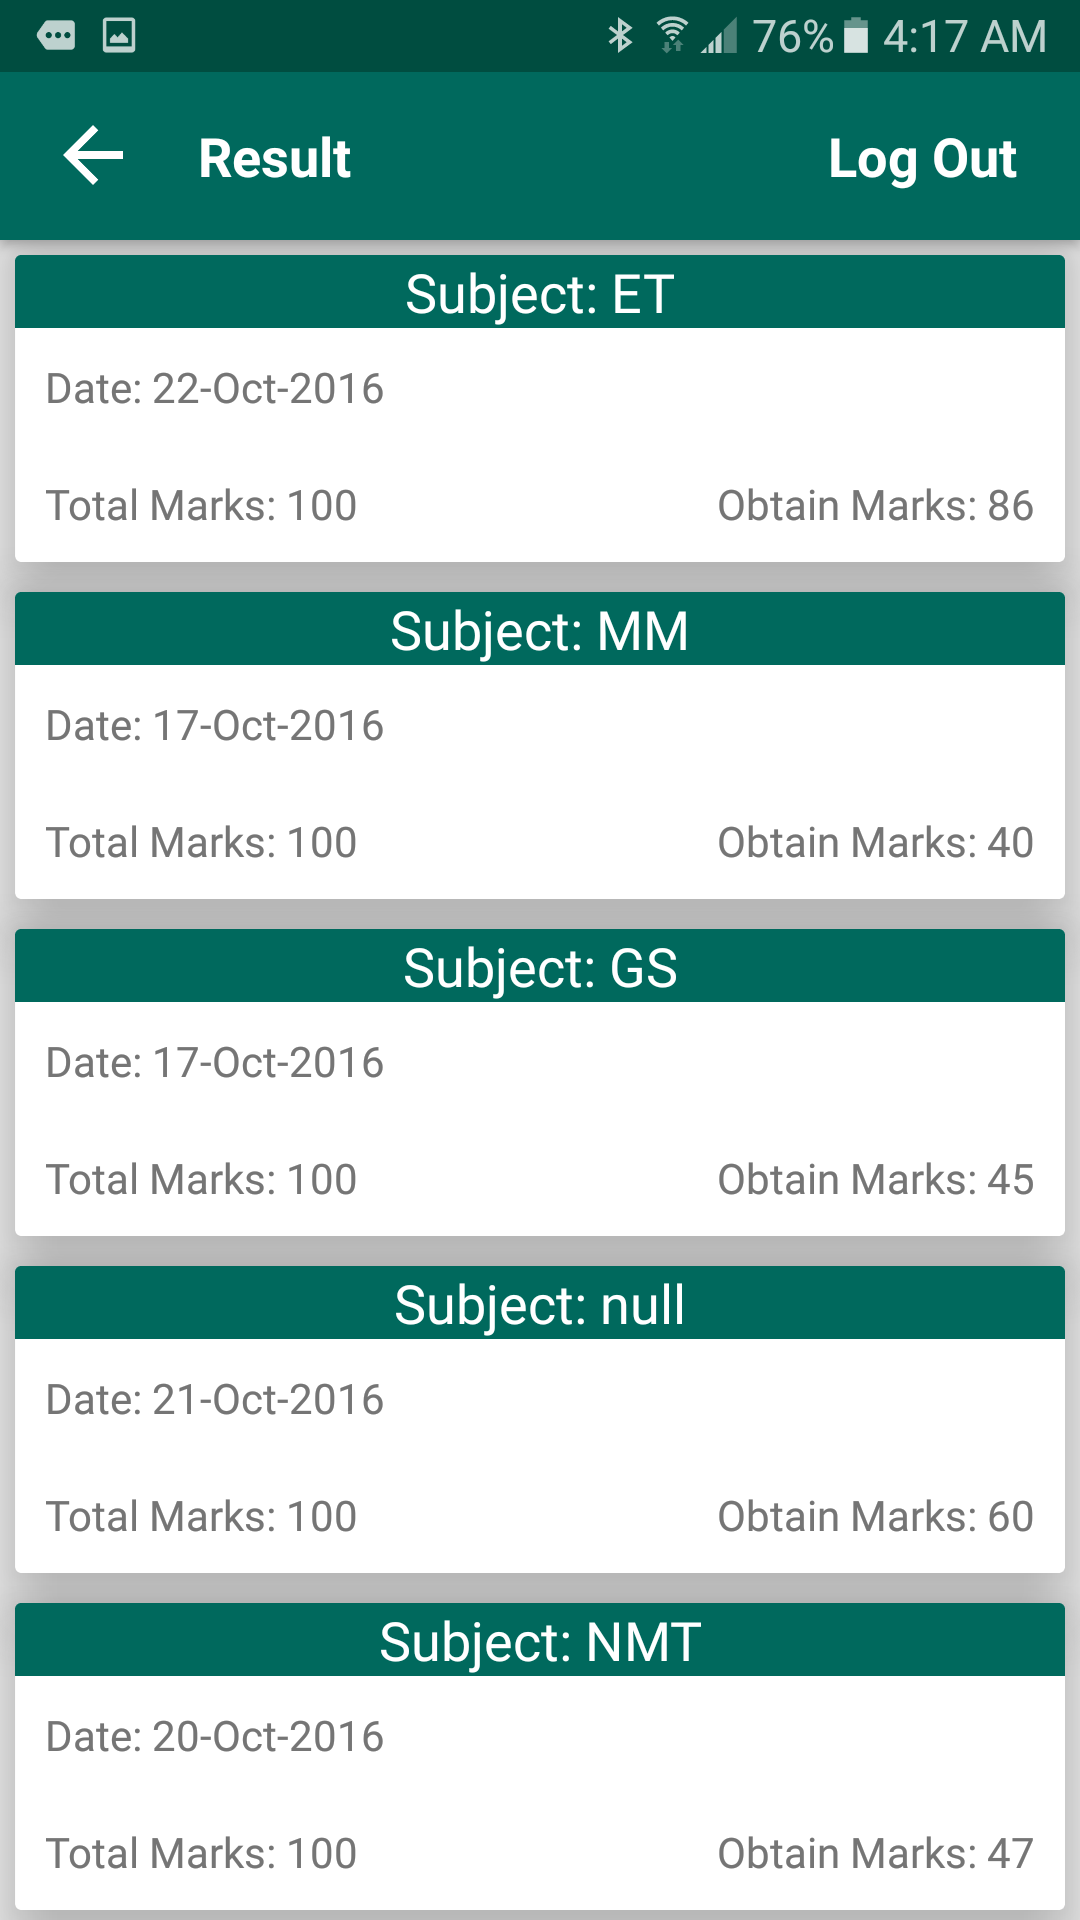 76% 4:17 AM
Result Log Out
Subject: ET
Date: 22-Oct-2016
Total Marks: 100 Obtain Marks: 86
Subject: MM
Date: 17-Oct-2016
Total Marks: 100 Obtain Marks: 40
Subject: GS
Date: 17-Oct-2016
Total Marks: 100 Obtain Marks: 45
Subject: null
Date: 21-Oct-2016
Total Marks: 100 Obtain Marks: 60
Subject: NMT
Date: 20-Oct-2016
Total Marks: 100 Obtain Marks: 47